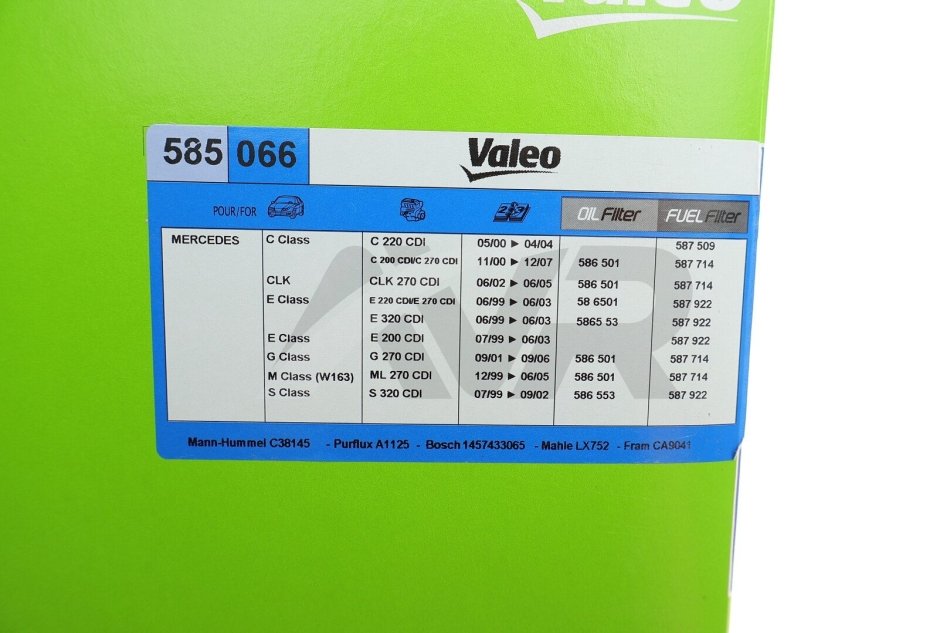 Valeo
585 066 Valeo
POUR/FOR OIL Filter FUEL Filter
MERCEDES C Class C 220 CDI 05/00 ► 04/04 587 509
C 200 CDI/C 270 CDI 11/00 ► 12/07 586 501 587 714
CLK CLK 270 CDI 06/02 ► 06/05 586 501 587 714
E Class E 220 CDI/E 270 CDI 06/99 ► 06/03 58 6501 587 922
E 320 CDI 06/99 ► 06/03 5865 53 587 922
E Class E 200 CDI 07/99 ► 06/03 587 922
G Class G 270 CDI 09/01 ► 09/06 586 501 587 714
M Class (W163) ML 270 CDI 12/99 ► 06/05 586 501 587 714
S Class S 320 CDI 07/99 ► 09/02 586 553 587 922
Mann-Hummel C38145 - Purflux A1125 - Bosch 1457433065 - Mahle LX752 - Fram CA9041